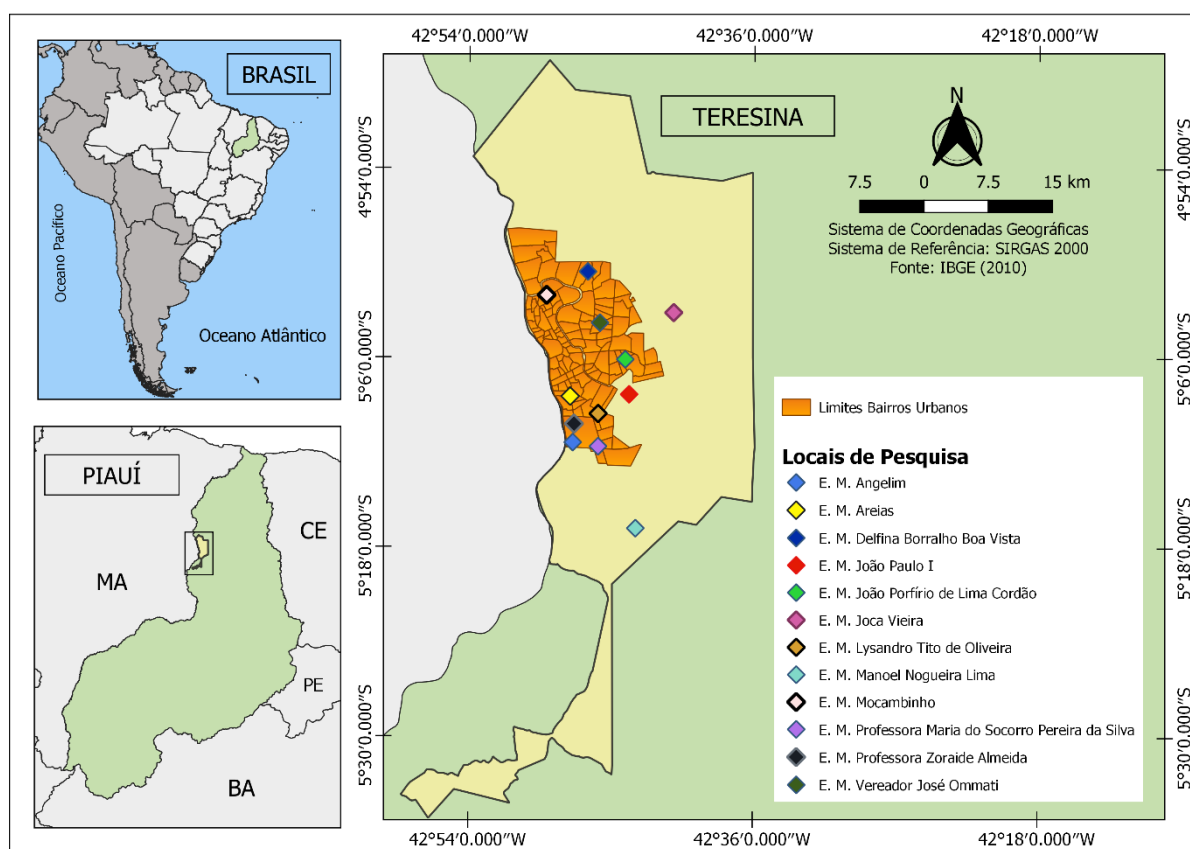 BRASIL
Oceano Pacífico
Oceano Atlântico
PIAUÍ
MA
CE
PE
BA
42°54'0.000"W
42°36'0.000"W
42°18'0.000"W
4°54'0.000"S
5°6'0.000"S
5°18'0.000"S
5°30'0.000"S
TERESINA
N
7.5 0 7.5 15 km
Sistema de Coordenadas Geográficas
Sistema de Referência: SIRGAS 2000
Fonte: IBGE (2010)
4°54'0.000"S
5°6'0.000"S
5°18'0.000"S
5°30'0.000"S
Limites Bairros Urbanos
Locais de Pesquisa
E. M. Angelim
E. M. Areias
E. M. Delfina Borralho Boa Vista
E. M. João Paulo I
E. M. João Porfírio de Lima Cordão
E. M. Joca Vieira
E. M. Lysandro Tito de Oliveira
E. M. Manoel Nogueira Lima
E. M. Mocambinho
E. M. Professora Maria do Socorro Pereira da Silva
E. M. Professora Zoraide Almeida
E. M. Vereador José Ommati
42°54'0.000"W
42°36'0.000"W
42°18'0.000"W